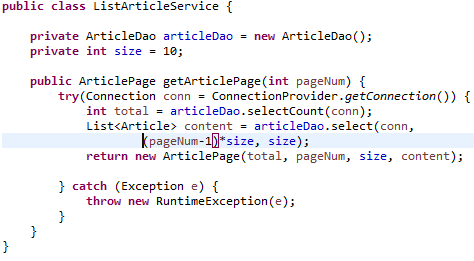 public class ListArticleService {
private ArticleDao articleDao = new ArticleDao();
private int size = 10;
public ArticlePage getArticlePage(int pageNum) {
try(Connection conn = ConnectionProvider.getConnection()) {
int total = articleDao.selectCount(conn);
List<Article> content = articleDao.select(conn,
(pageNum-1)*size, size);
return new ArticlePage(total, pageNum, size, content);
} catch (Exception e) {
throw new RuntimeException(e);
}
}
}